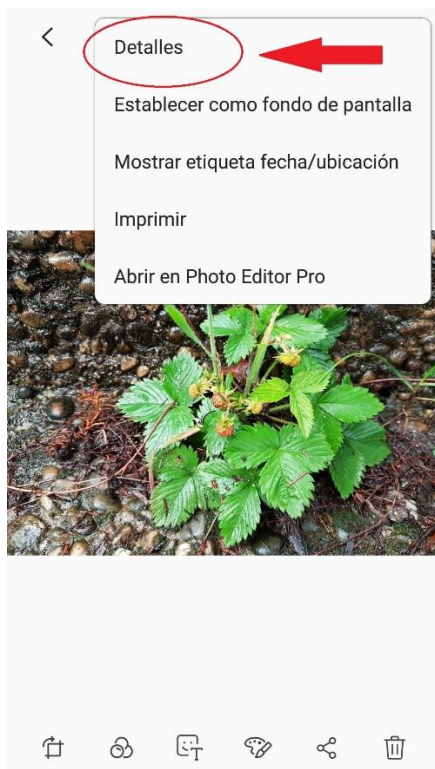 Detalles
Establecer como fondo de pantalla
Mostrar etiqueta fecha/ubicación
Imprimir
Abrir en Photo Editor Pro
T